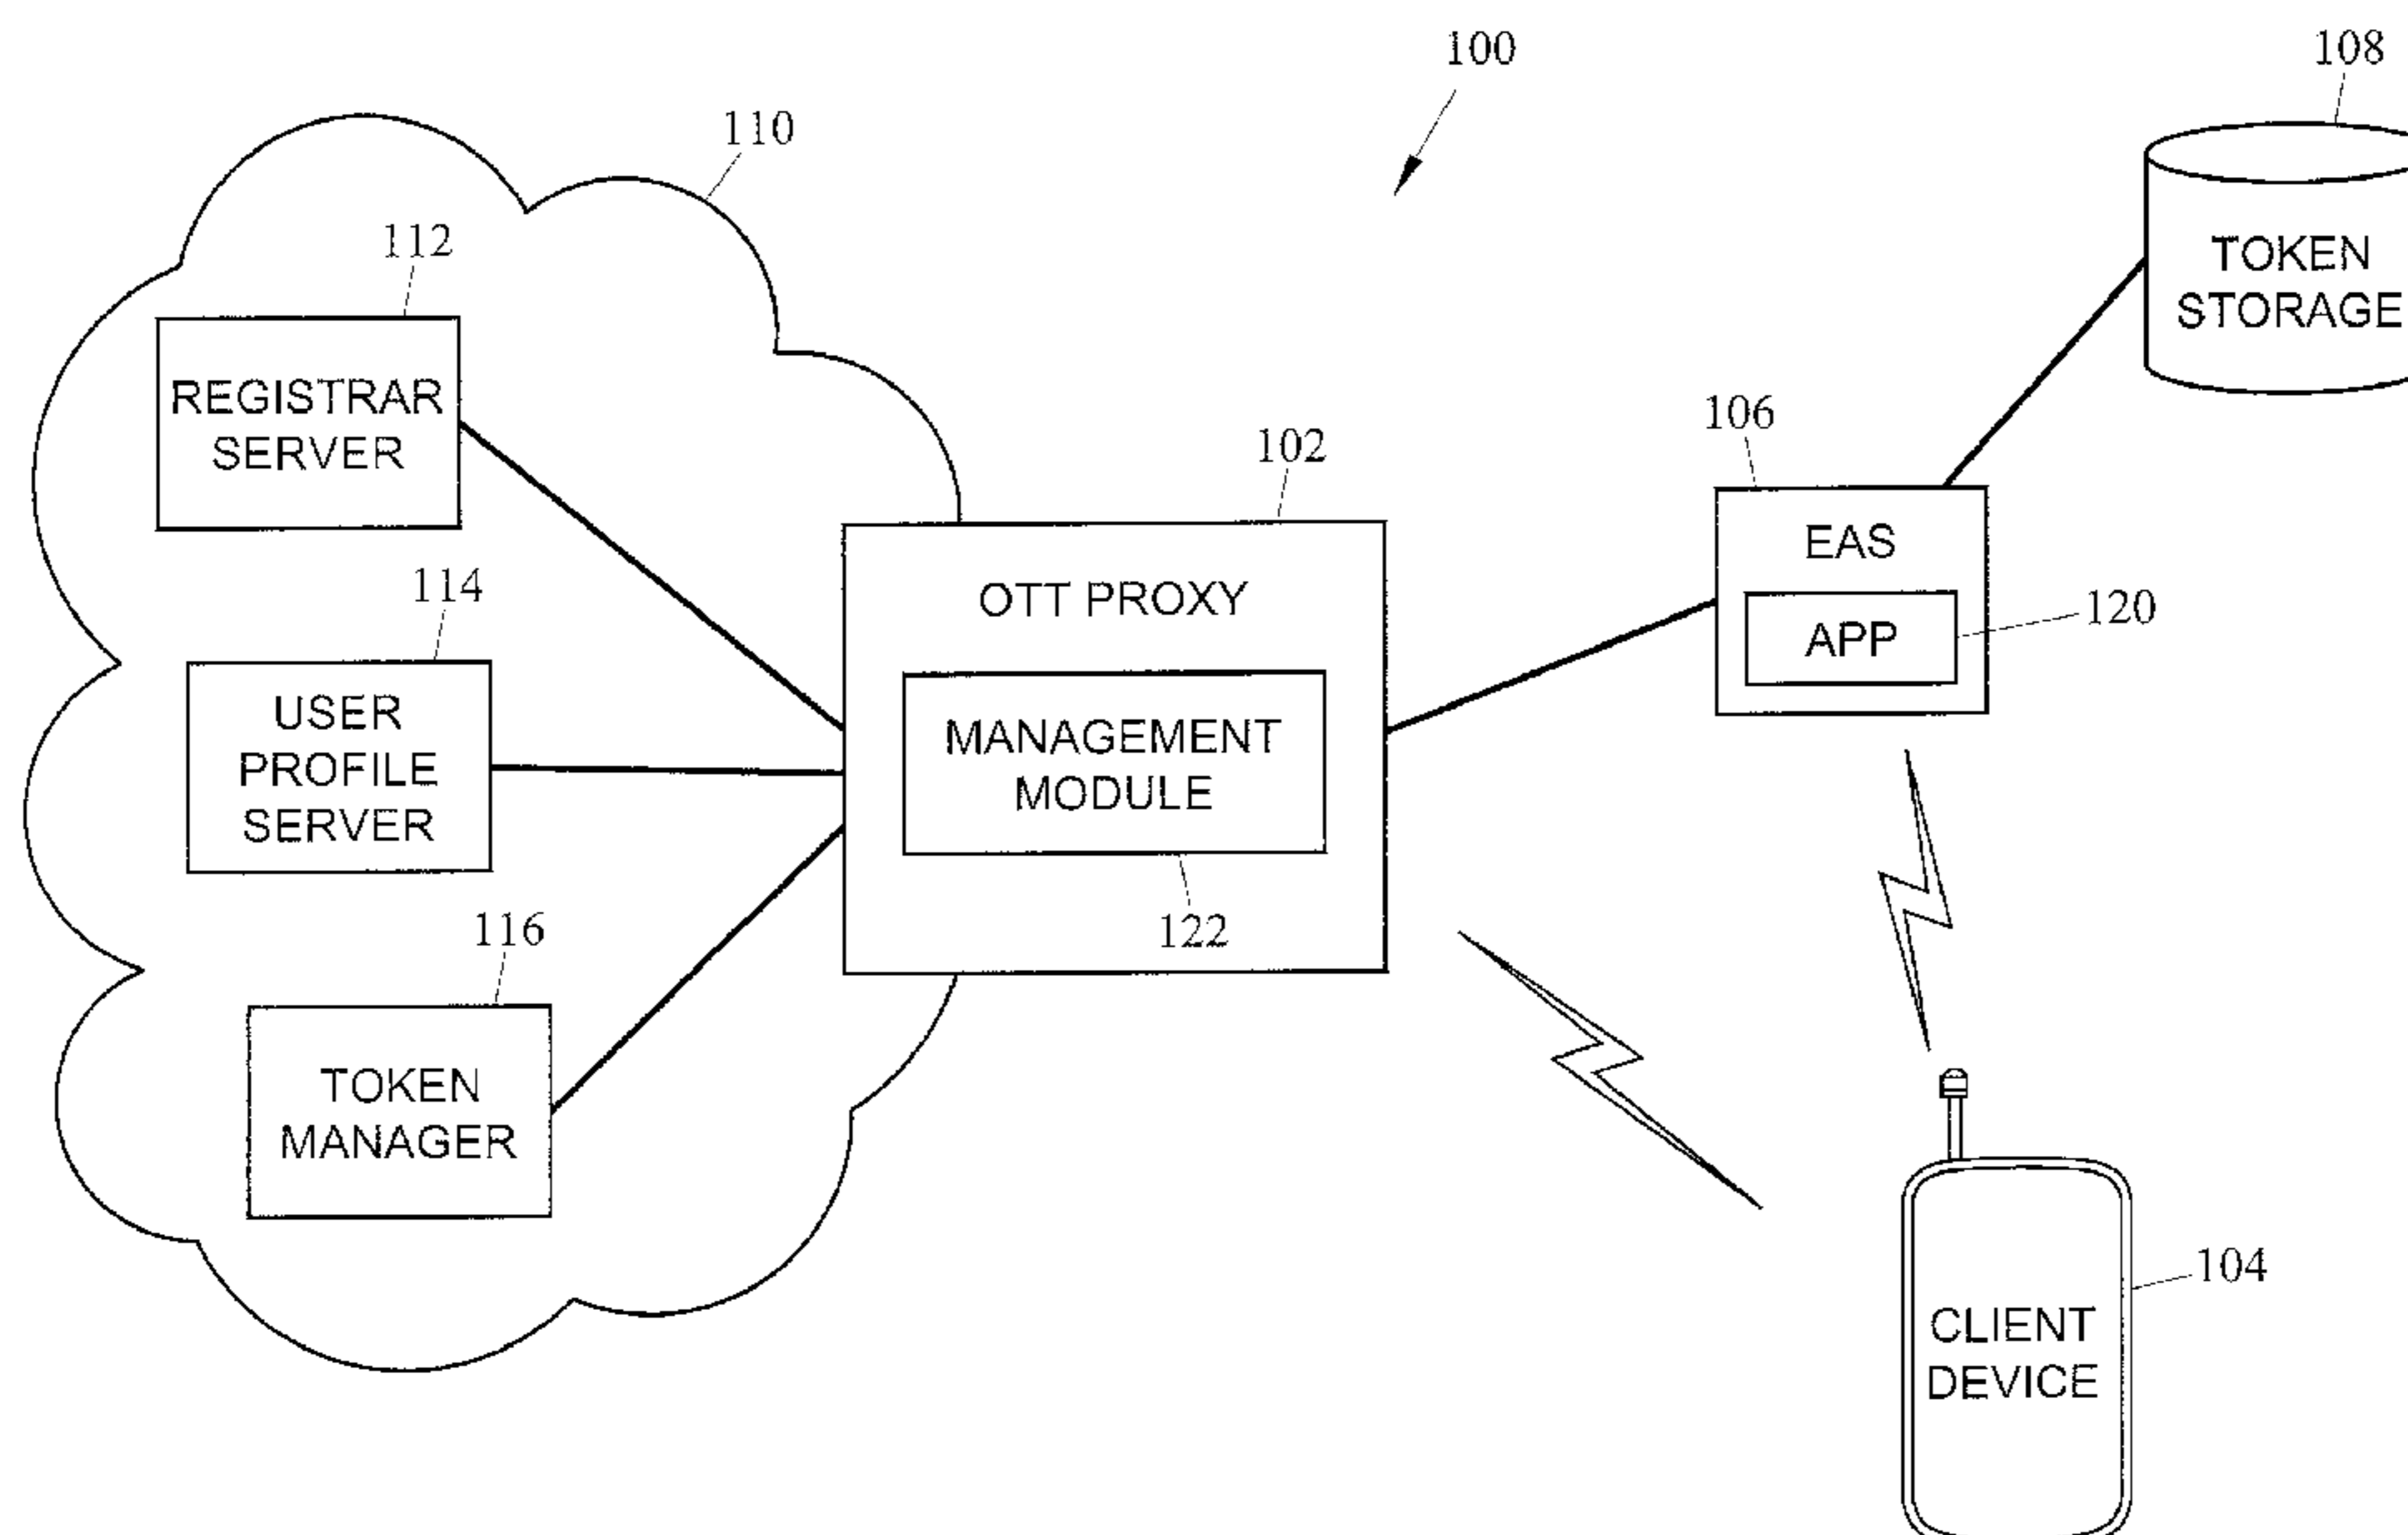 100
108
110
TOKEN
STORAGE
112
REGISTRAR
SERVER
106
102
EAS
APP
120
114
OTT PROXY
USER
PROFILE
SERVER
MANAGEMENT
MODULE
122
116
TOKEN
MANAGER
104
CLIENT
DEVICE